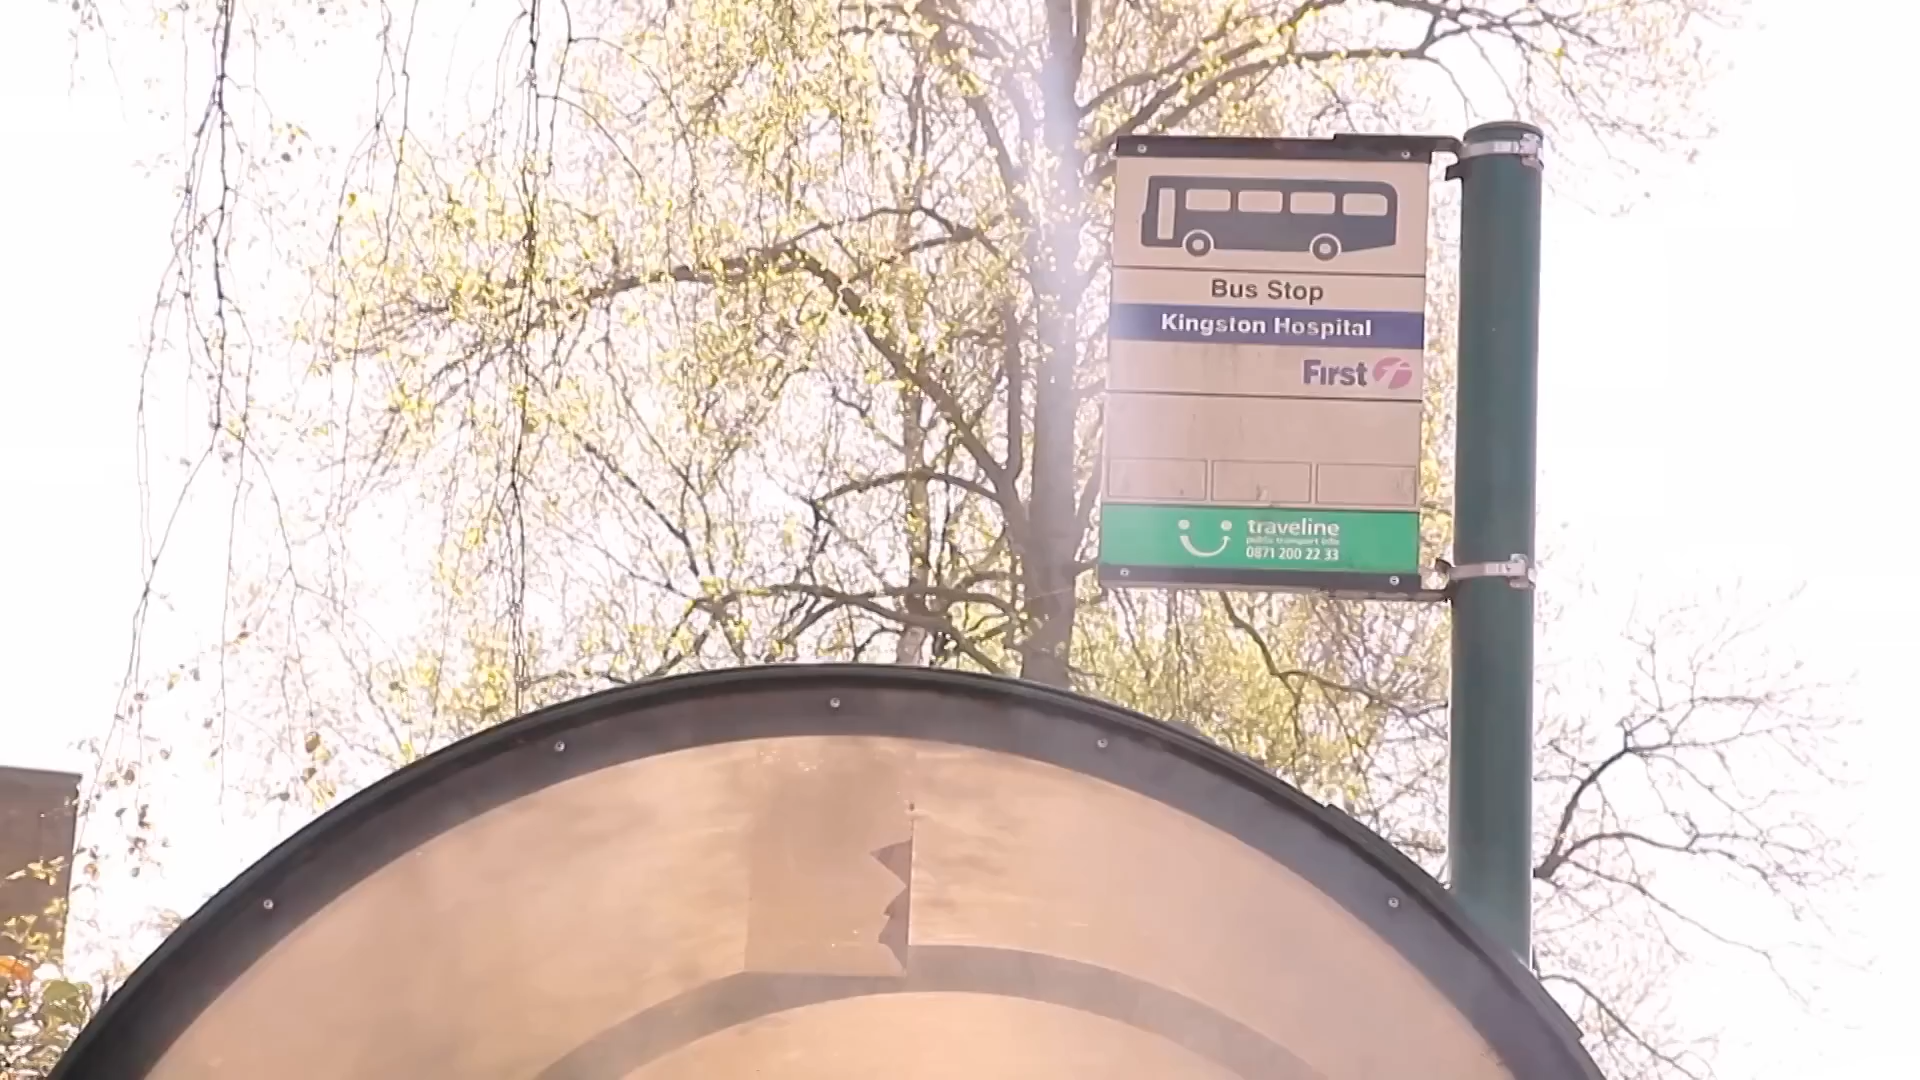 Bus Stop
Kingston Hospital
First
traveline
public transport info
0871 200 22 33